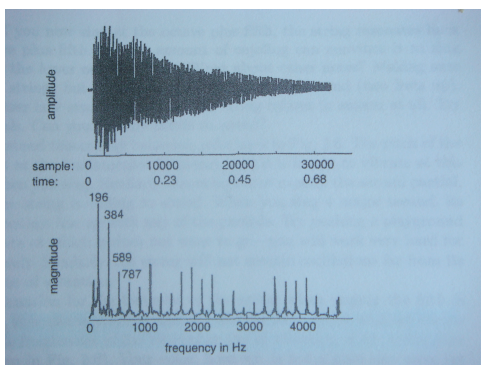 amplitude
sample: 0 10000 20000 30000
time: 0 0.23 0.45 0.68
196
384
589
787
magnitude
0 1000 2000 3000 4000
frequency in Hz